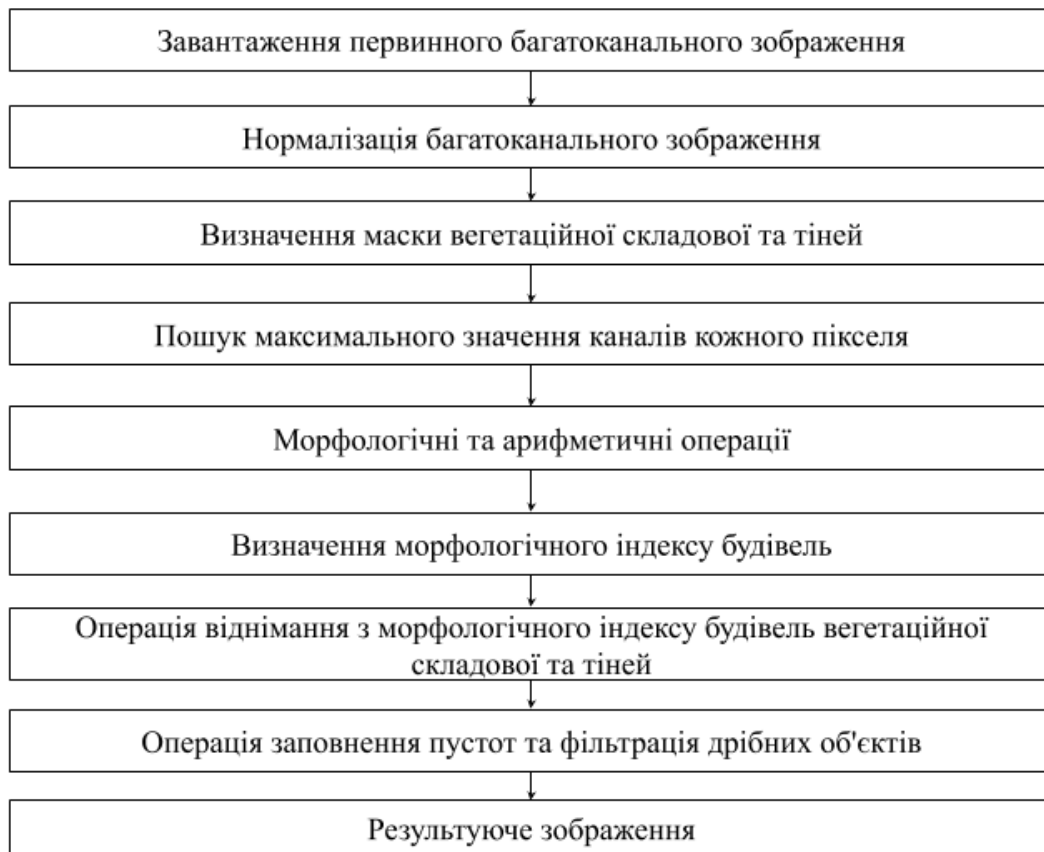 Завантаження первинного багатоканального зображення
Нормалізація багатоканального зображення
Визначення маски вегетаційної складової та тіней
Пошук максимального значення каналів кожного пікселя
Морфологічні та арифметичні операції
Визначення морфологічного індексу будівель
Операція віднімання з морфологічного індексу будівель вегетаційної
складової та тіней
Операція заповнення пустот та фільтрація дрібних об'єктів
Результуюче зображення